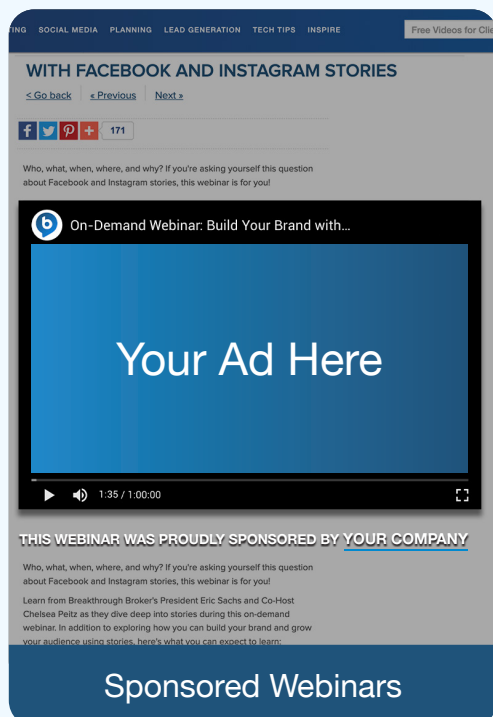 TING SOCIAL MEDIA PLANNING LEAD GENERATION TECH TIPS INSPIRE Free Videos for Clie
WITH FACEBOOK AND INSTAGRAM STORIES
< Go back « Previous Next »
171
Who, what, when, where, and why? If you're asking yourself this question
about Facebook and Instagram stories, this webinar is for you!
On-Demand Webinar: Build Your Brand with...
Your Ad Here
1:35 / 1:00:00
THIS WEBINAR WAS PROUDLY SPONSORED BY YOUR COMPANY
Who, what, when, where, and why? If you're asking yourself this question
about Facebook and Instagram stories, this webinar is for you!
Learn from Breakthrough Broker's President Eric Sachs and Co-Host
Chelsea Peitz as they dive deep into stories during this on-demand
webinar. In addition to exploring how you can build your brand and grow
your audience using stories, here's what you can expect to learn:
Sponsored Webinars